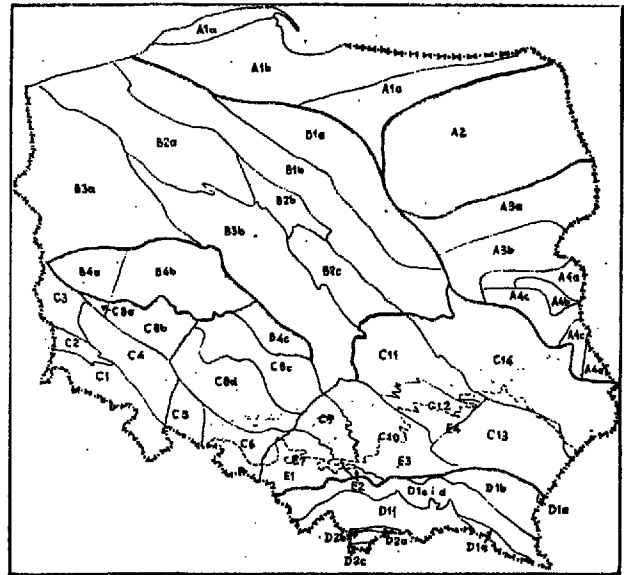 A1a
A1b
A1a
B1a
A2
B2a
B1b
B3a
B2b
A3a
B3b
A3b
B2c
B4a
B4b
A4a
A4c
A4b
C3
C8a
C8b
B4c
A4c
C2
C4
C11
C14
C1
C8d
C8c
A4d
C5
C9
C12
C6
C10
E4
C13
C7
E3
E1
E2
D1cid
D1b
D1a
D1f
D2b
D2a
D1e
D2c